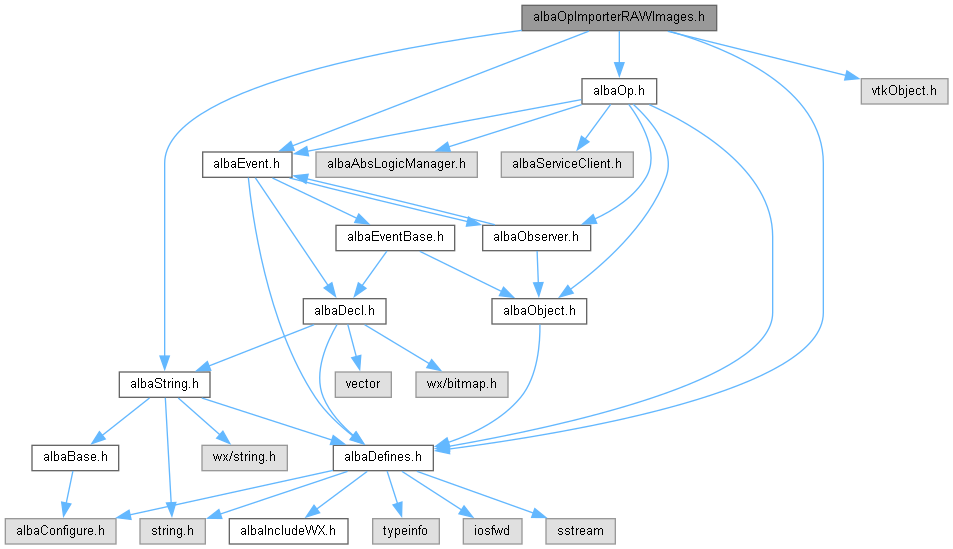 albaOpImporterRAWImages.h
albaOp.h
vtkObject.h
albaEvent.h
albaAbsLogicManager.h
albaServiceClient.h
albaEventBase.h
albaObserver.h
albaDecl.h
albaObject.h
albaString.h
vector
wx/bitmap.h
albaBase.h
wx/string.h
albaDefines.h
albaConfigure.h
string.h
albaIncludeWX.h
typeinfo
iosfwd
sstream